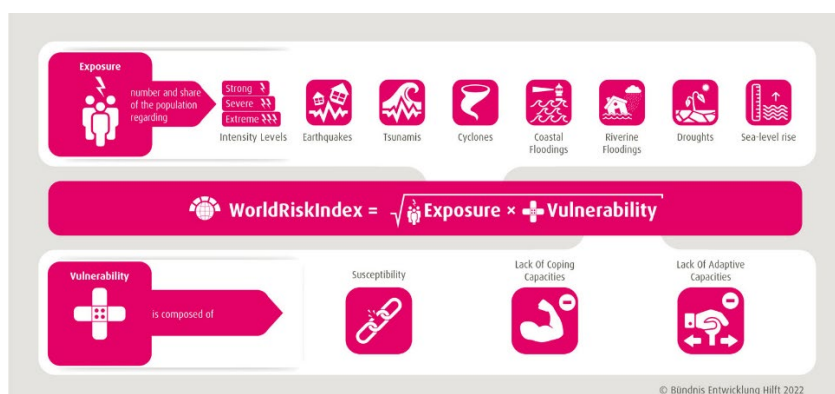 Exposure
number and share
of the population
regarding
Strong
Severe
Extreme
Intensity Levels
Earthquakes
Tsunamis
Cyclones
Coastal
Floodings
Riverine
Floodings
Droughts
Sea-level rise
WorldRiskIndex = √ Exposure × Vulnerability
Vulnerability
is composed of
Susceptibility
Lack Of Coping
Capacities
Lack Of Adaptive
Capacities
© Bündnis Entwicklung Hilft 2022